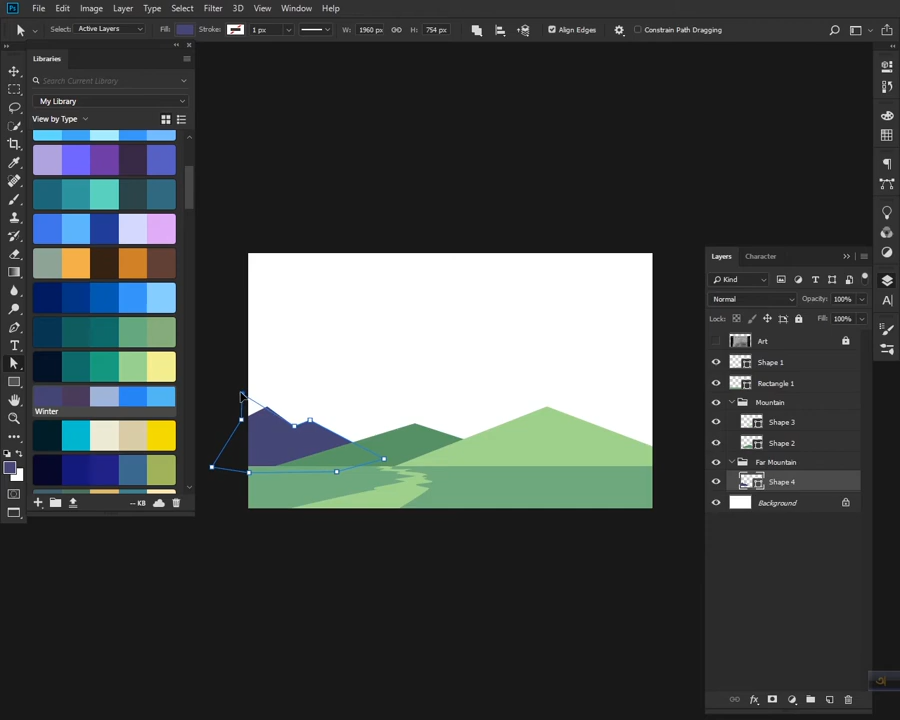 Ps File Edit Image Layer Type Select Filter 3D View Window Help
Select: Active Layers Fill: Stroke: 1 px W: 1960 px H: 754 px Align Edges Constrain Path Dragging
Libraries
Search Current Library
My Library
View by Type
Winter
— KB
Layers Character
Kind
Normal Opacity: 100%
Lock: Fill: 100%
Art
Shape 1
Rectangle 1
Mountain
Shape 3
Shape 2
Far Mountain
Shape 4
Background